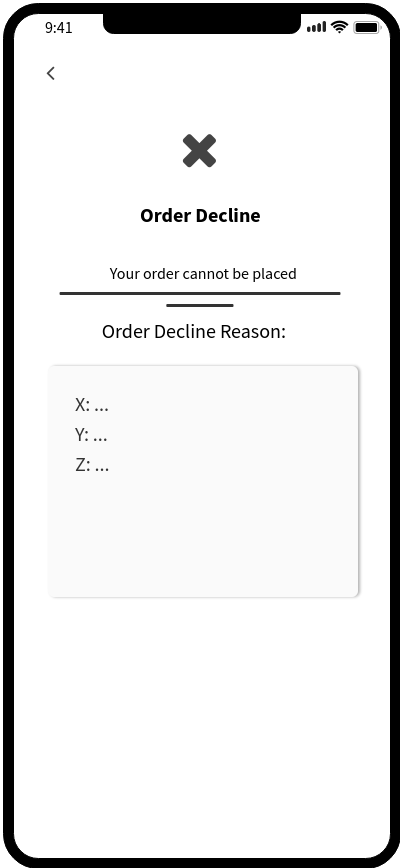 9:41
Order Decline
Your order cannot be placed
Order Decline Reason:
X: ...
Y: ...
Z: ...